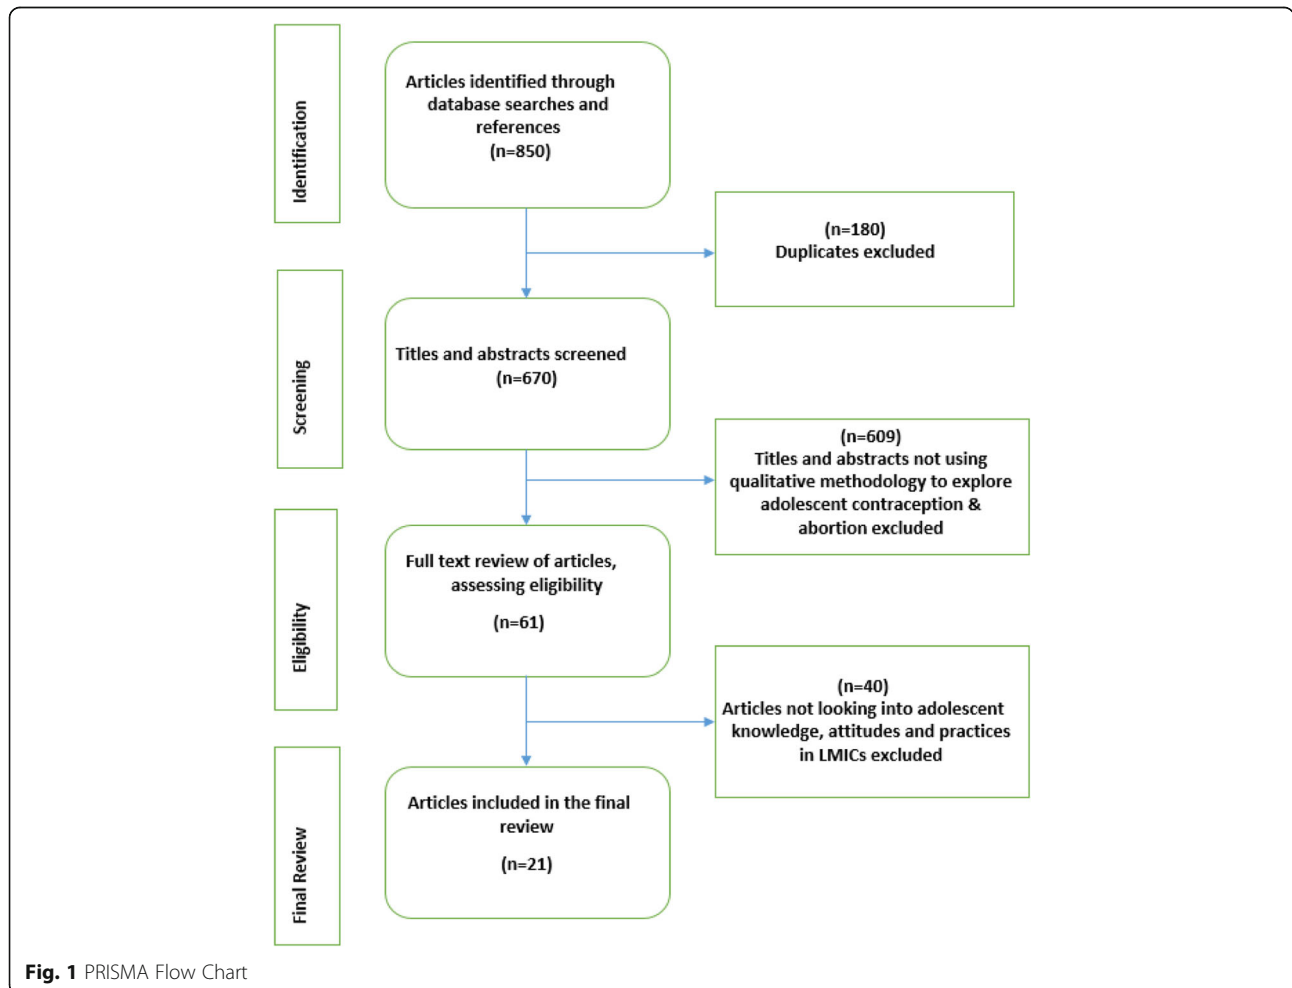 Identification
Articles identified through
database searches and
references
(n=850)
(n=180)
Duplicates excluded
Screening
Titles and abstracts screened
(n=670)
(n=609)
Titles and abstracts not using
qualitative methodology to explore
adolescent contraception &
abortion excluded
Eligibility
Full text review of articles,
assessing eligibility
(n=61)
(n=40)
Articles not looking into adolescent
knowledge, attitudes and practices
in LMICs excluded
Final Review
Articles included in the final
review
(n=21)
Fig. 1 PRISMA Flow Chart